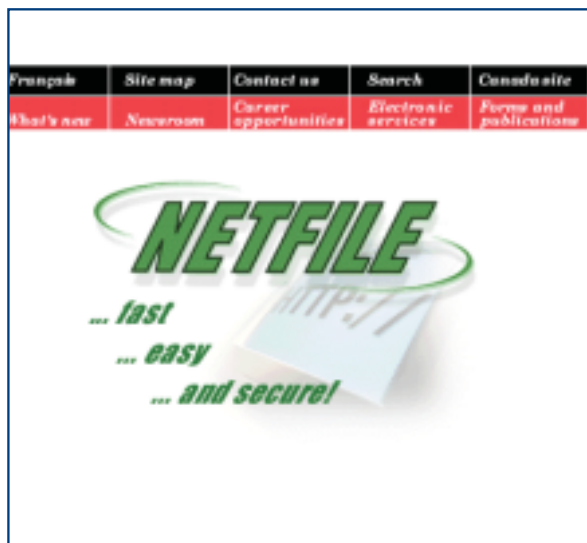 Français Site map Contact us Search Canada site
What's new Newsroom Career opportunities Electronic services Forms and publications
NETFILE
HTTP://
... fast
... easy
... and secure!